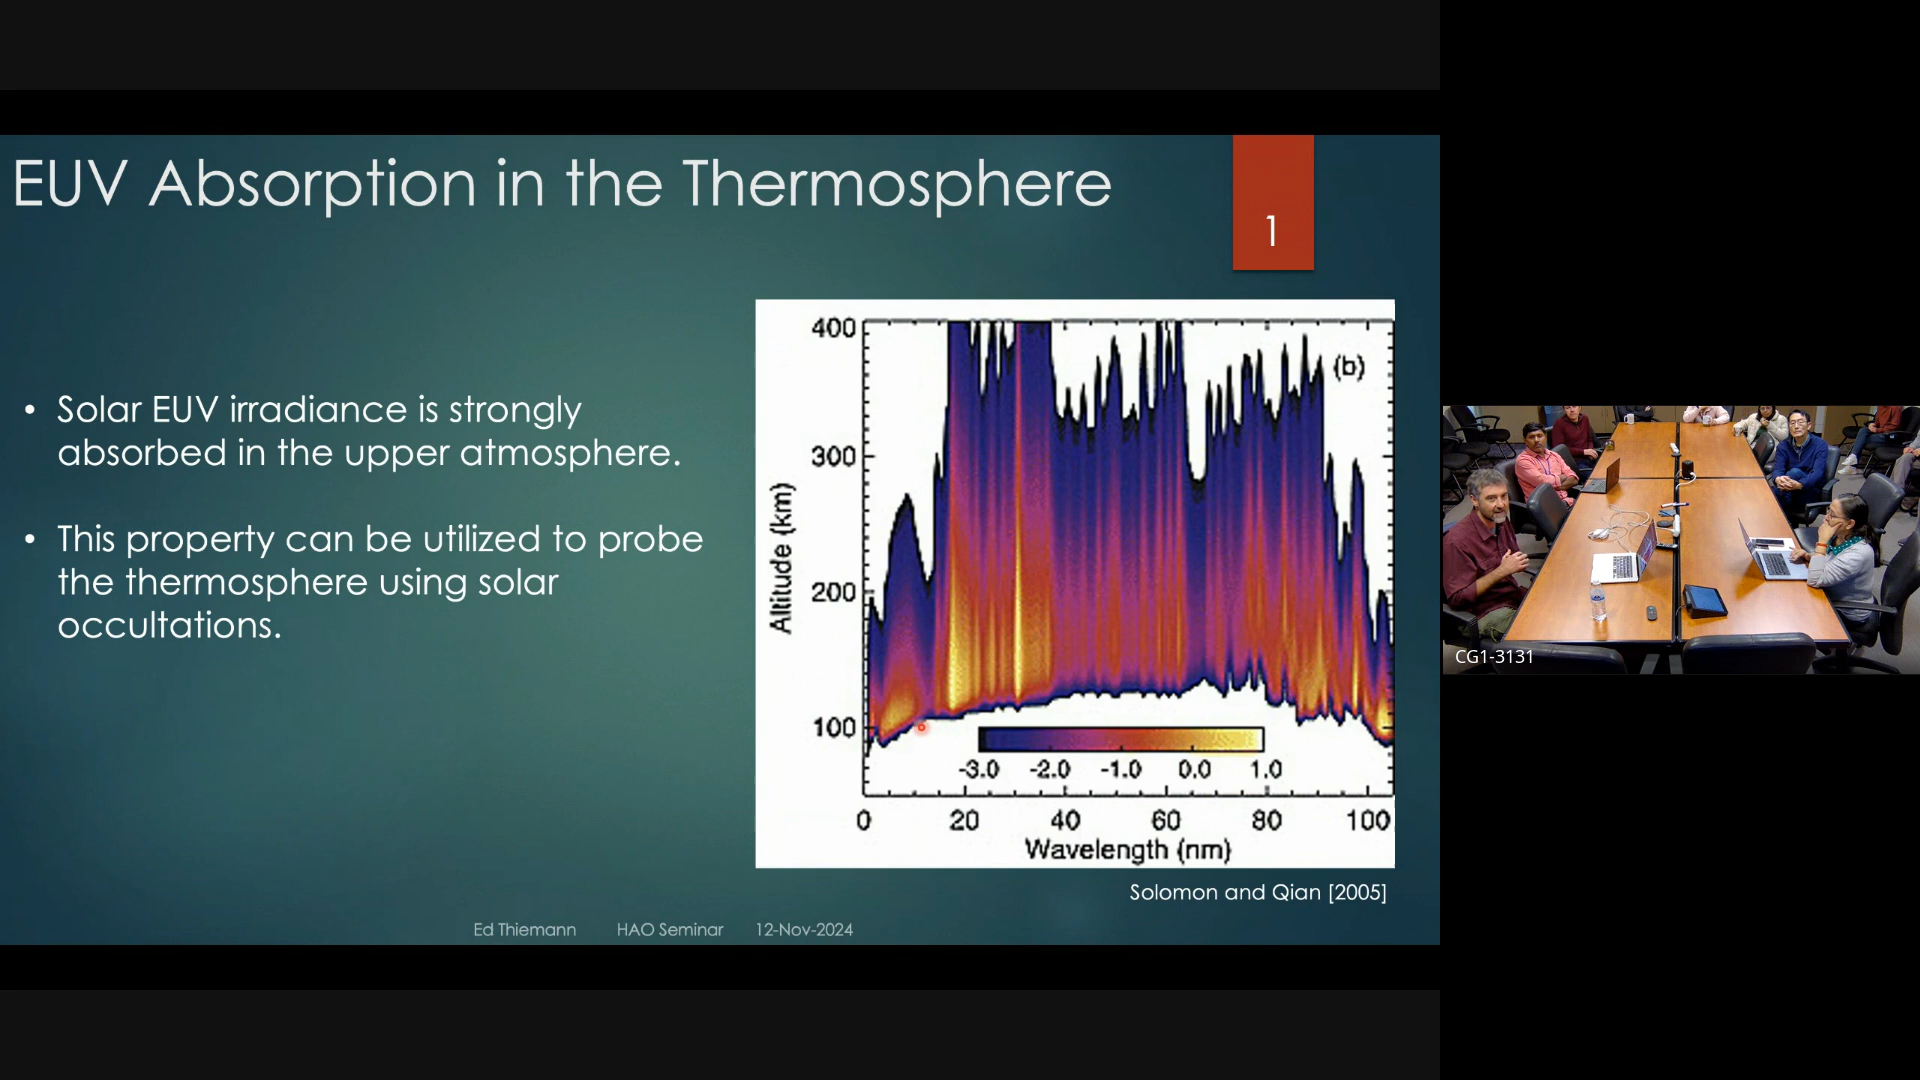 EUV Absorption in the Thermosphere
1
• Solar EUV irradiance is strongly
absorbed in the upper atmosphere.
• This property can be utilized to probe
the thermosphere using solar
occultations.
400
(b)
300
200
100
Altitude (km)
-3.0 -2.0 -1.0 0.0 1.0
0 20 40 60 80 100
Wavelength (nm)
Solomon and Qian [2005]
Ed Thiemann HAO Seminar 12-Nov-2024
CG1-3131